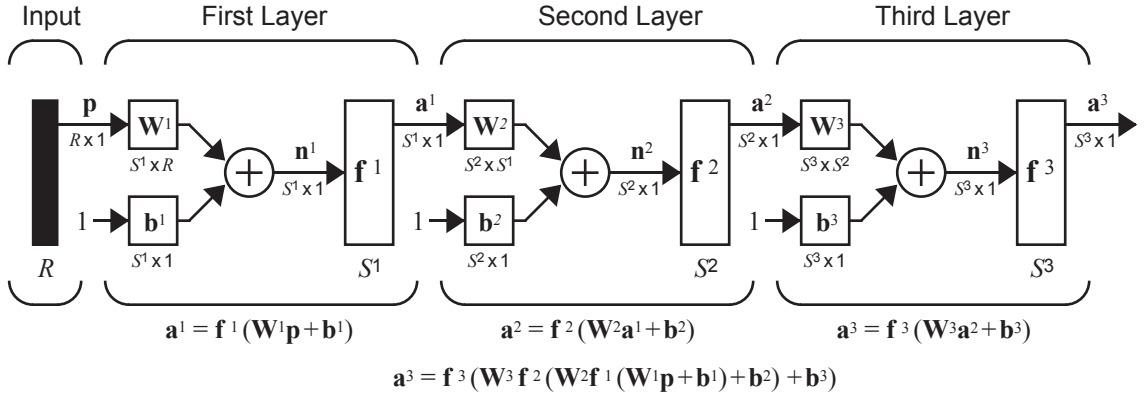 Input First Layer Second Layer Third Layer
p a¹ a² a³
R x 1 W¹ S¹ x 1 W² S² x 1 W³ S³ x 1
S¹ x R n¹ f ¹ S² x S¹ n² f ² S³ x S² n³ f ³
S¹ x 1 S² x 1 S³ x 1
1 b¹ 1 b² 1 b³
S¹ x 1 S² x 1 S³ x 1
R S¹ S² S³
a¹ = f ¹ (W¹p + b¹) a² = f ² (W²a¹ + b²) a³ = f ³ (W³a² + b³)
a³ = f ³ (W³ f ² (W²f ¹ (W¹p + b¹) + b²) + b³)